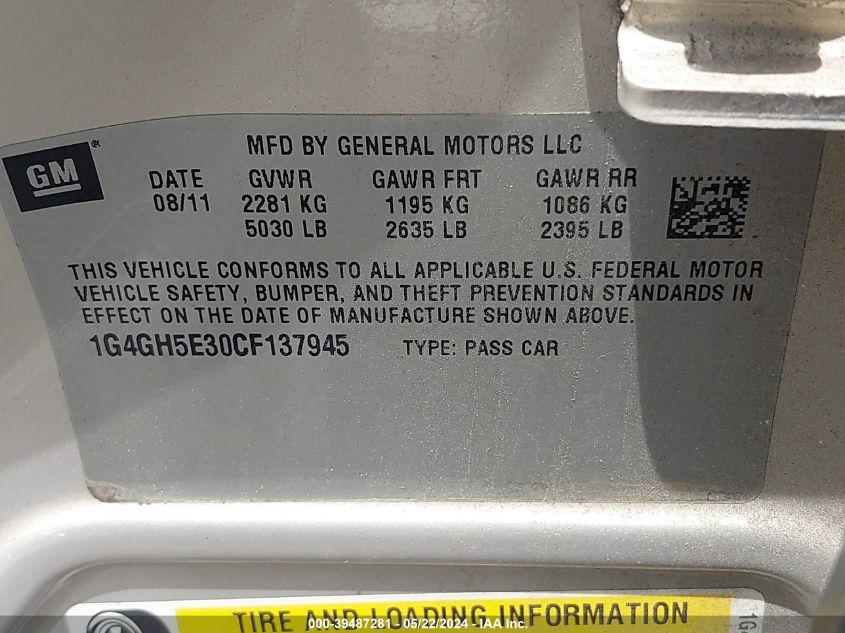 MFD BY GENERAL MOTORS LLC
GM
DATE GVWR GAWR FRT GAWR RR
08/11 2281 KG 1195 KG 1086 KG
5030 LB 2635 LB 2395 LB
THIS VEHICLE CONFORMS TO ALL APPLICABLE U.S. FEDERAL MOTOR
VEHICLE SAFETY, BUMPER, AND THEFT PREVENTION STANDARDS IN
EFFECT ON THE DATE OF MANUFACTURE SHOWN ABOVE.
1G4GH5E30CF137945 TYPE: PASS CAR
TIRE AND LOADING INFORMATION
000-39487281 - 05/22/2024 - IAA Inc.